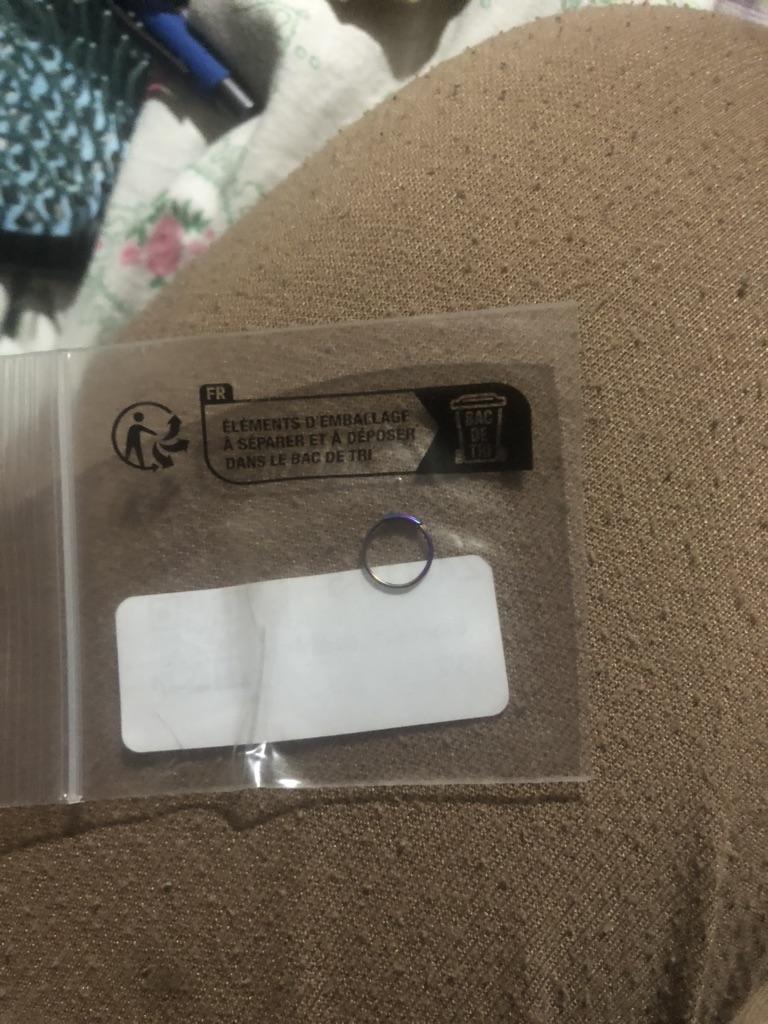 FR
ÉLÉMENTS D'EMBALLAGE
À SÉPARER ET À DÉPOSER
DANS LE BAC DE TRI
BAC
DE
TRI